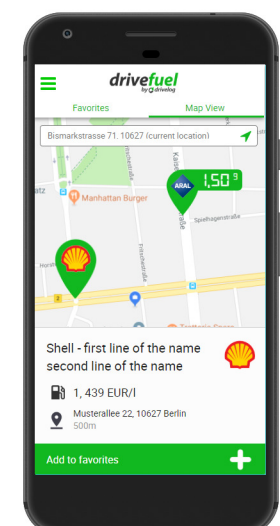 drivefuel
by drivelog
Favorites Map View
Bismarkstrasse 71, 10627 (current location)
Manhattan Burger
ARAL 1,50 9
Spielhagenstraße
Shell - first line of the name
second line of the name
1, 439 EUR/l
Musterallee 22, 10627 Berlin
500m
Add to favorites